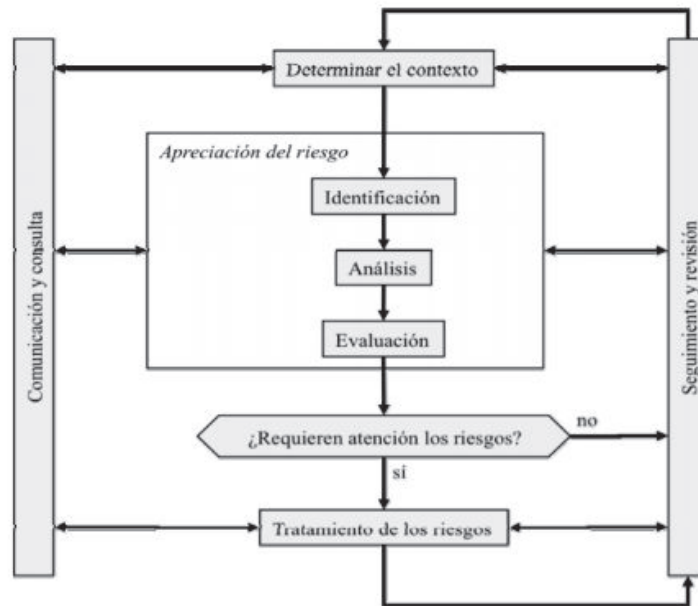 Determinar el contexto
Apreciación del riesgo
Identificación
Análisis
Evaluación
¿Requieren atención los riesgos?
no
sí
Tratamiento de los riesgos
Comunicación y consulta
Seguimiento y revisión